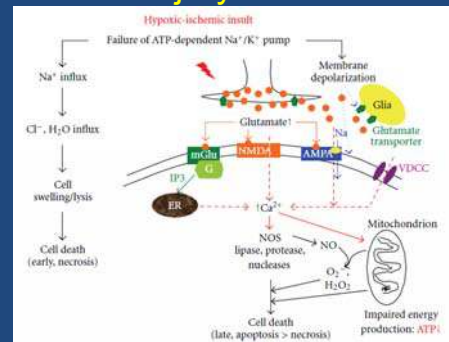 Hypoxic-ischemic insult
Failure of ATP-dependent Na⁺/K⁺ pump
Na⁺ influx
Membrane
depolarization
Glia
Cl⁻, H₂O influx
Glutamate↑
Na
Glutamate
transporter
mGlu
NMDA
AMPA
G
VDCC
IP3
Cell
swelling/lysis
ER
↑Ca²⁺
Mitochondrion
NOS
lipase, protease,
nucleases
NO
Cell death
(early, necrosis)
O₂⁻
H₂O₂
Impaired energy
production: ATP↓
Cell death
(late, apoptosis > necrosis)